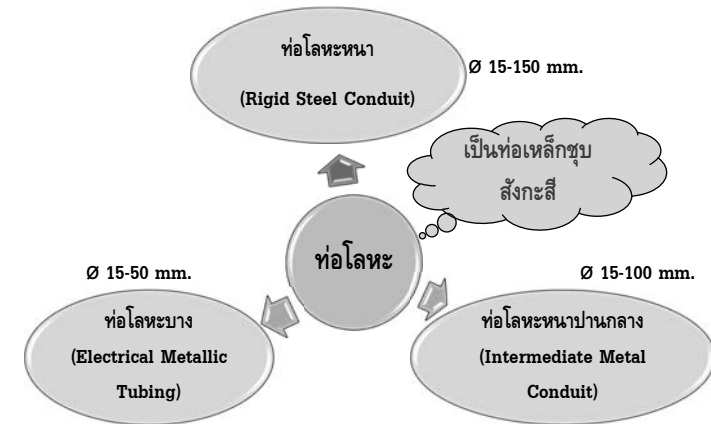 ท่อโลหะหนา
(Rigid Steel Conduit)
Ø 15-150 mm.
เป็นท่อเหล็กชุบ
สังกะสี
ท่อโลหะ
Ø 15-50 mm.
ท่อโลหะบาง
(Electrical Metallic
Tubing)
Ø 15-100 mm.
ท่อโลหะหนาปานกลาง
(Intermediate Metal
Conduit)